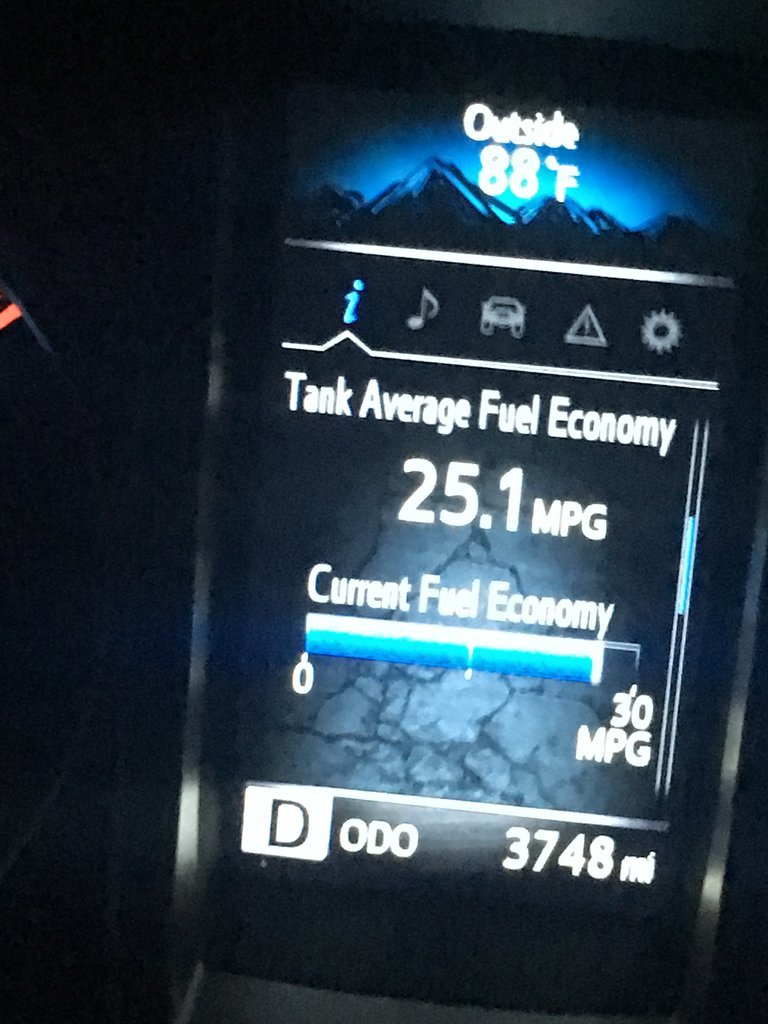 Outside
88°F
Tank Average Fuel Economy
25.1 MPG
Current Fuel Economy
0
30
MPG
D ODO 3748 mi